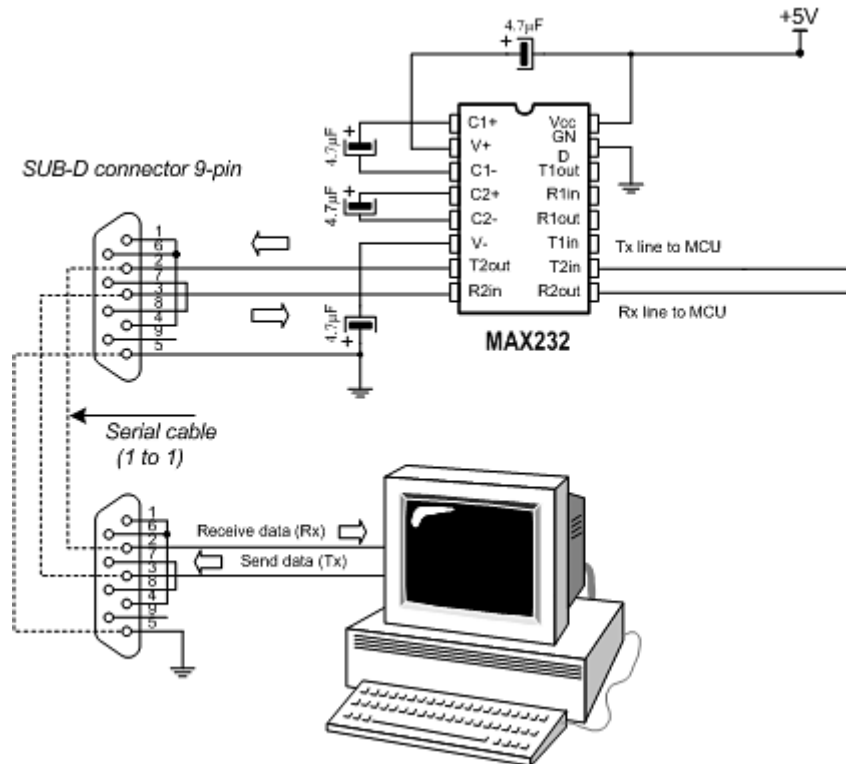 +5V
4.7µF
+
C1+
Vcc
V+
GN
D
C1-
T1out
C2+
R1in
C2-
R1out
V-
T1in
T2out
T2in
R2in
R2out
MAX232
+
4.7µF
+
4.7µF
4.7µF
+
Tx line to MCU
Rx line to MCU
SUB-D connector 9-pin
1
6
2
7
3
8
4
9
5
Serial cable
(1 to 1)
1
6
2
7
3
8
4
9
5
Receive data (Rx)
Send data (Tx)